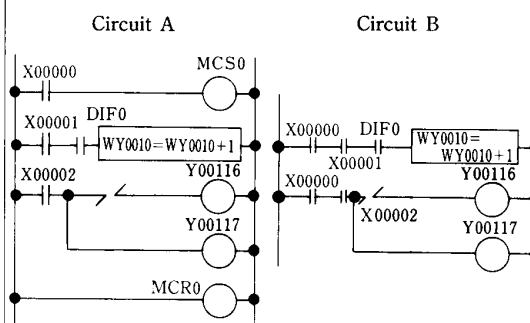 Circuit A
X00000
MCS0
X00001
DIF0
WY0010=WY0010+1
X00002
Y00116
Y00117
MCR0
Circuit B
X00000
X00001
DIF0
WY0010=
WY0010+1
X00000
X00002
Y00116
Y00117